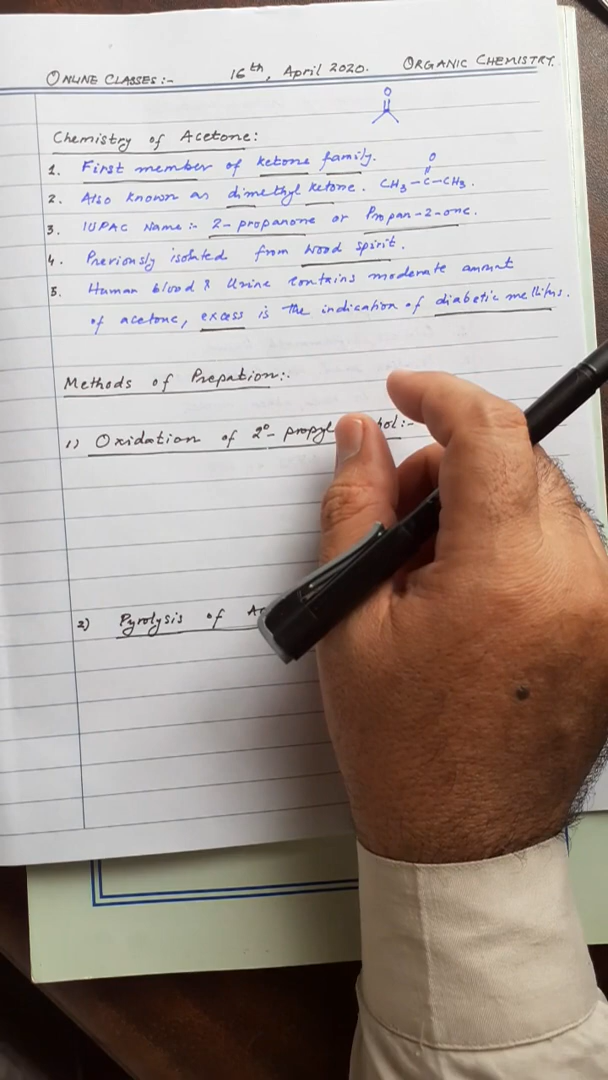 ONLINE CLASSES:- 16th, April 2020. ORGANIC CHEMISTRY.
O
Chemistry of Acetone:
1. First member of ketone family.
O
2. Also known as dimethyl ketone. CH3-C-CH3.
3. IUPAC Name:- 2-propanone or Propan-2-one.
4. Previously isolated from wood spirit.
5. Human blood & Urine contains moderate amnat
of acetone, excess is the indication of diabetic mellitus.
Methods of Prepation:-
1) Oxidation of 2°- propyl hol:-
2) Pyrolysis of